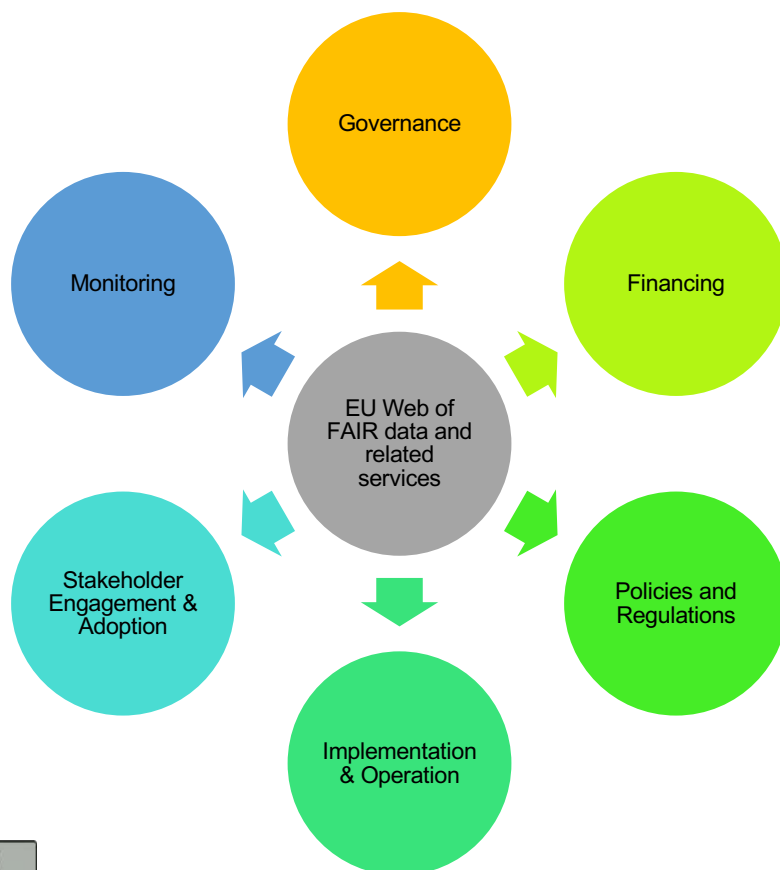 Governance
Monitoring
Financing
EU Web of
FAIR data and
related
services
Stakeholder
Engagement &
Adoption
Policies and
Regulations
Implementation
& Operation